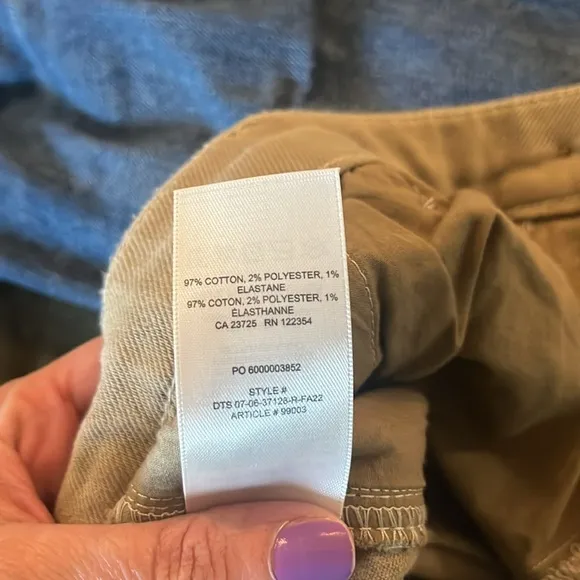 97% COTTON, 2% POLYESTER, 1%
ELASTANE
97% COTON, 2% POLYESTER, 1%
ÉLASTHANNE
CA 23725 RN 122354
PO 6000003852
STYLE #
DTS 07-06-37128-R-FA22
ARTICLE # 99003